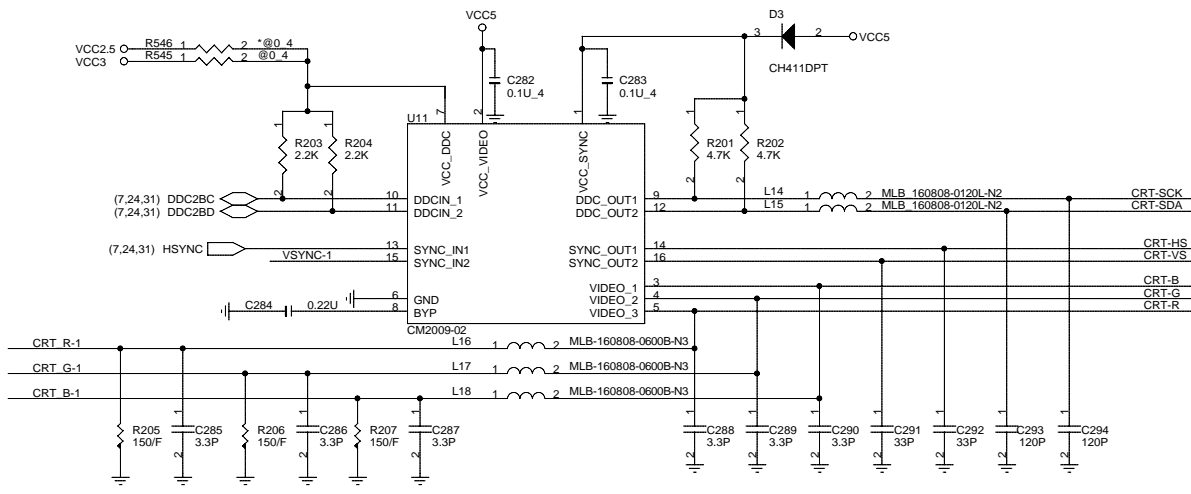 VCC5
D3
VCC2.5 R546 1 2 *@0_4
VCC3 R545 1 2 @0_4
3 2 VCC5
CH411DPT
C282
0.1U_4
C283
0.1U_4
U11
7 2 1
VCC_DDC
VCC_VIDEO
VCC_SYNC
1 1
R203
2.2K
R204
2.2K
2 2
1 1
R201
4.7K
R202
4.7K
2 2
(7,24,31) DDC2BC 10 DDCIN_1 DDC_OUT1 9 L14 1 2 MLB_160808-0120L-N2 CRT-SCK
(7,24,31) DDC2BD 11 DDCIN_2 DDC_OUT2 12 L15 1 2 MLB_160808-0120L-N2 CRT-SDA
(7,24,31) HSYNC 13 SYNC_IN1 SYNC_OUT1 14 CRT-HS
VSYNC-1 15 SYNC_IN2 SYNC_OUT2 16 CRT-VS
VIDEO_1 3 CRT-B
6 GND VIDEO_2 4 CRT-G
C284 0.22U 8 BYP VIDEO_3 5 CRT-R
CM2009-02
CRT_R-1 L16 1 2 MLB-160808-0600B-N3
CRT_G-1 L17 1 2 MLB-160808-0600B-N3
CRT_B-1 L18 1 2 MLB-160808-0600B-N3
R205
150/F
1
C285
3.3P
2
R206
150/F
1
C286
3.3P
2
R207
150/F
1
C287
3.3P
2
1
C288
3.3P
2
1
C289
3.3P
2
1
C290
3.3P
2
1
C291
33P
2
1
C292
33P
2
1
C293
120P
2
1
C294
120P
2